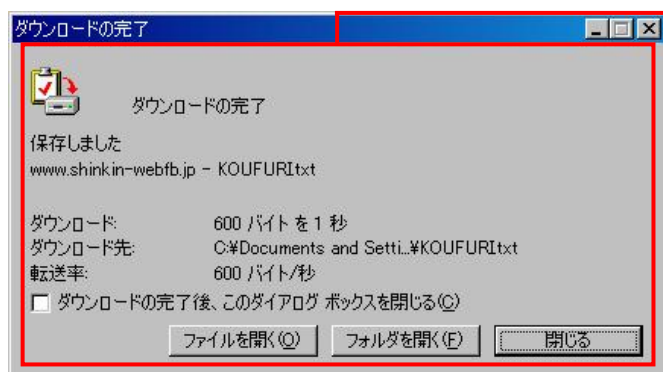 ダウンロードの完了
ダウンロードの完了
保存しました
www.shinkin-webfb.jp - KOUFURItxt
ダウンロード: 600 バイト を 1 秒
ダウンロード先: C:¥Documents and Setti...¥KOUFURItxt
転送率: 600 バイト/秒
ダウンロードの完了後、このダイアログ ボックスを閉じる(C)
ファイルを開く(O) フォルダを開く(F) 閉じる